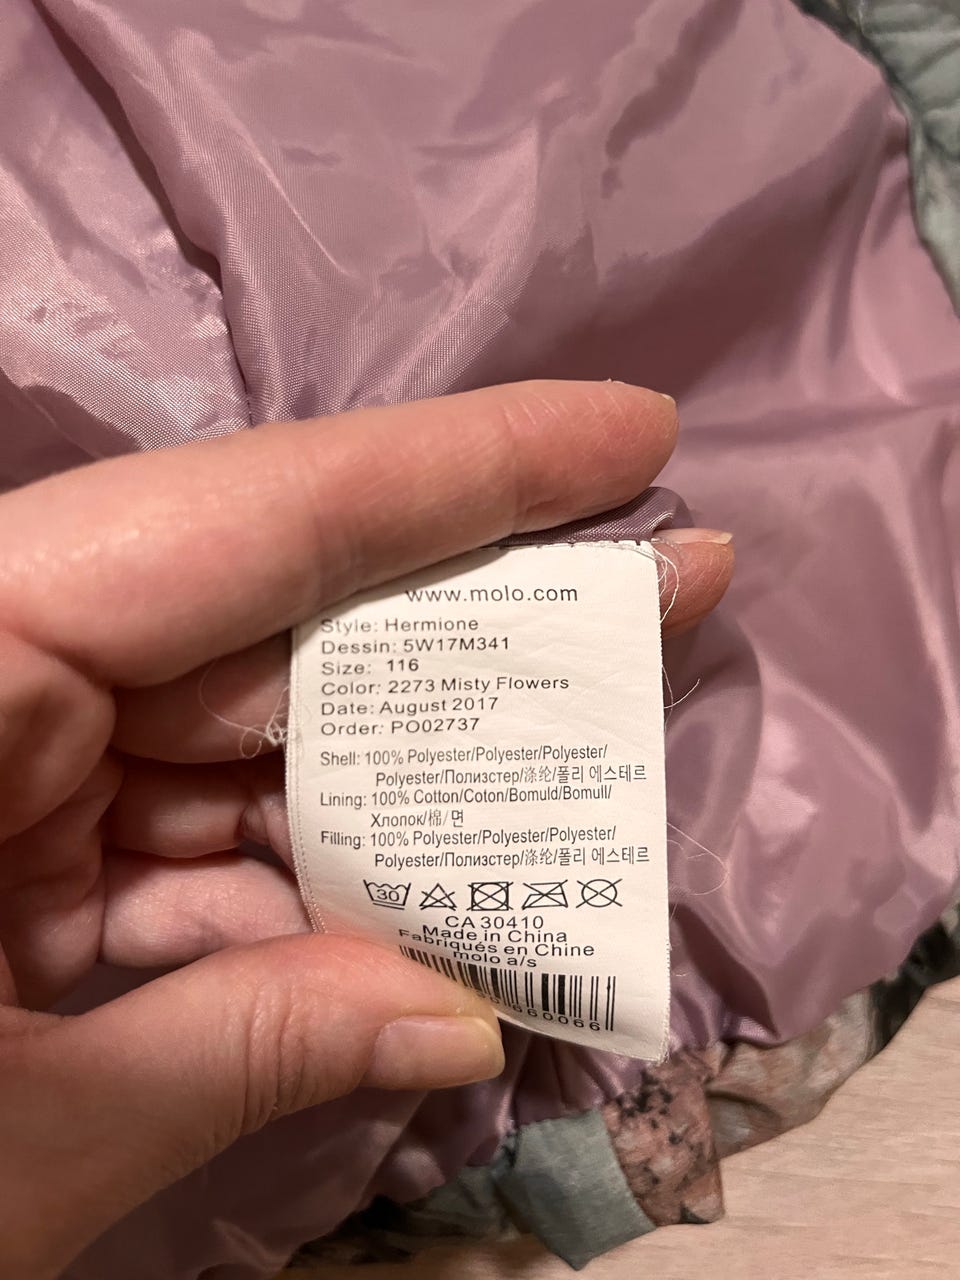 www.molo.com
Style: Hermione
Dessin: 5W17M341
Size: 116
Color: 2273 Misty Flowers
Date: August 2017
Order: PO02737
Shell: 100% Polyester/Polyester/Polyester/
Polyester/Полиэстер/涤纶/폴리 에스테르
Lining: 100% Cotton/Coton/Bomuld/Bomull/
Хлопок/棉/면
Filling: 100% Polyester/Polyester/Polyester/
Polyester/Полиэстер/涤纶/폴리 에스테르
30
CA 30410
Made in China
Fabriqués en Chine
molo a/s